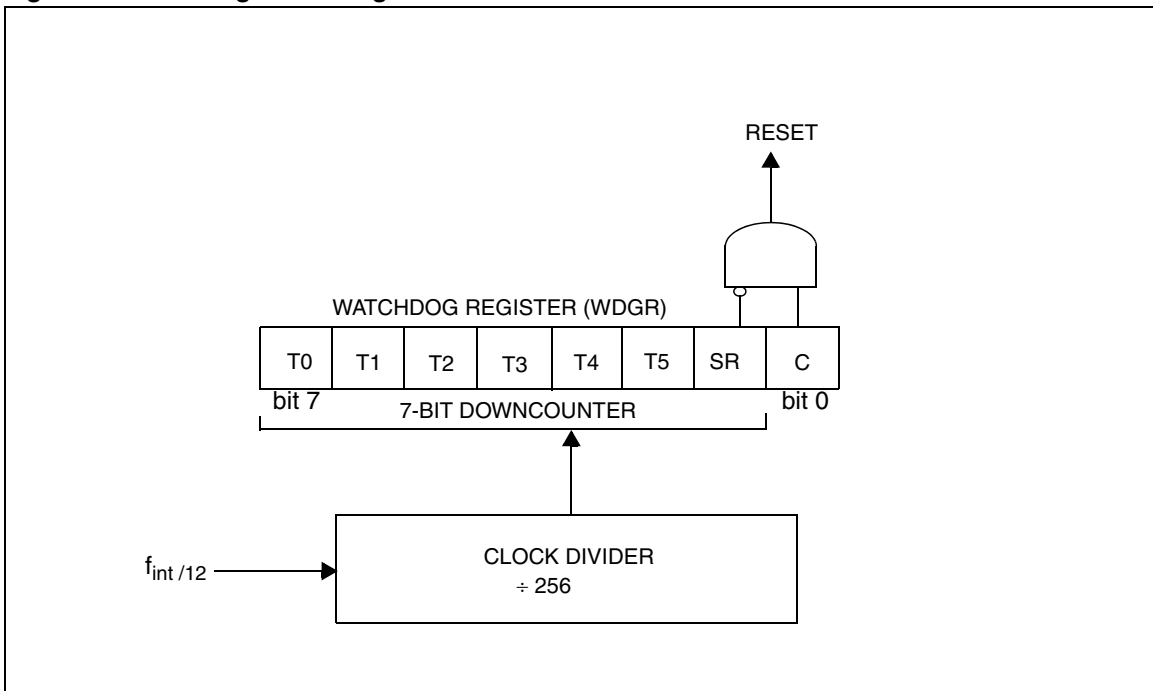 RESET
WATCHDOG REGISTER (WDGR)
T0 T1 T2 T3 T4 T5 SR C
bit 7 7-BIT DOWNCOUNTER bit 0
fint /12
CLOCK DIVIDER
÷ 256